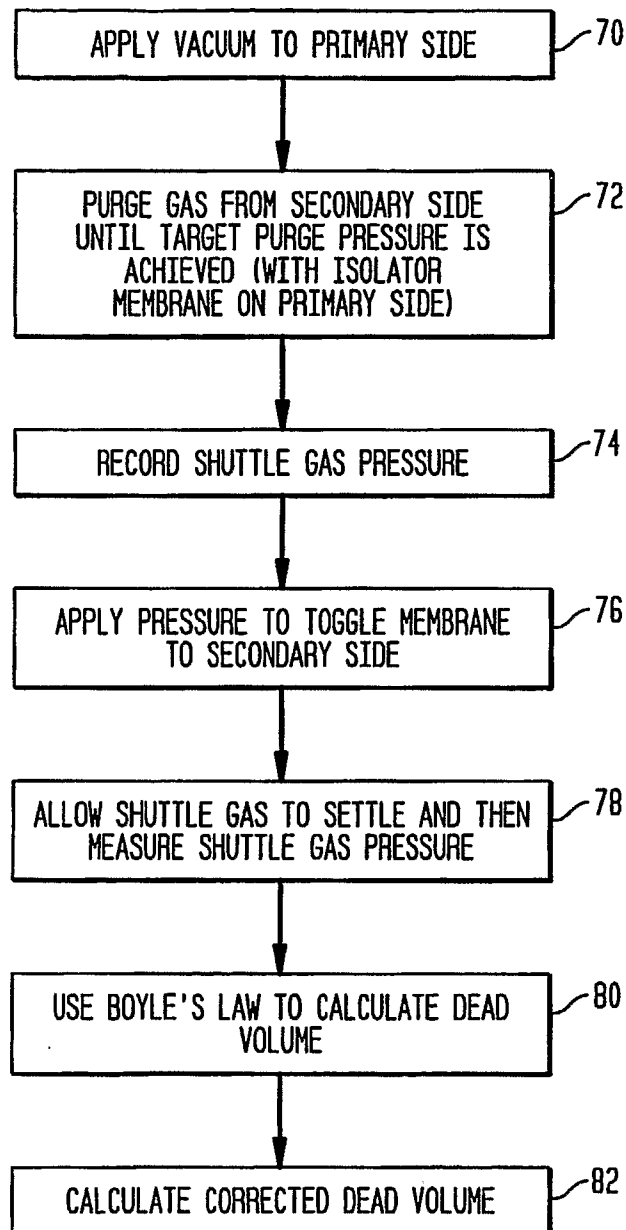 APPLY VACUUM TO PRIMARY SIDE
70
PURGE GAS FROM SECONDARY SIDE
UNTIL TARGET PURGE PRESSURE IS
ACHIEVED (WITH ISOLATOR
MEMBRANE ON PRIMARY SIDE)
72
RECORD SHUTTLE GAS PRESSURE
74
APPLY PRESSURE TO TOGGLE MEMBRANE
TO SECONDARY SIDE
76
ALLOW SHUTTLE GAS TO SETTLE AND THEN
MEASURE SHUTTLE GAS PRESSURE
78
USE BOYLE'S LAW TO CALCULATE DEAD
VOLUME
80
CALCULATE CORRECTED DEAD VOLUME
82